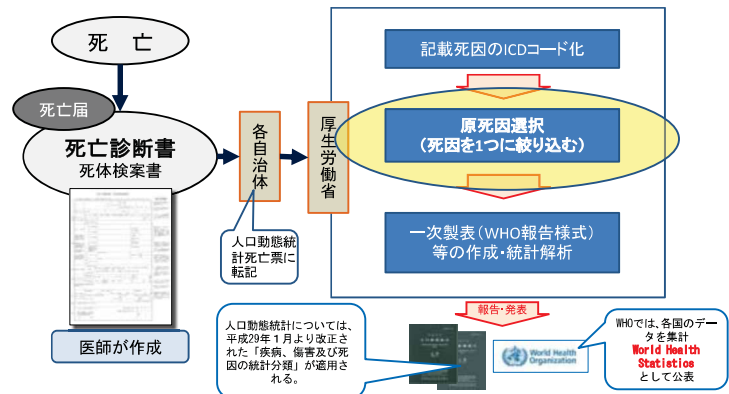 死　亡
死亡届
死亡診断書
死体検案書
医師が作成
各自治体
人口動態統
計死亡票に
転記
厚生労働省
記載死因のICDコード化
原死因選択
（死因を1つに絞り込む）
一次製表（WHO報告様式）
等の作成・統計解析
報告・発表
人口動態統計については、
平成29年１月より改正さ
れた「疾病、傷害及び死
因の統計分類」が適用さ
れる。
World Health
Organization
WHOでは、各国のデー
タを集計
World Health
Statistics
として公表